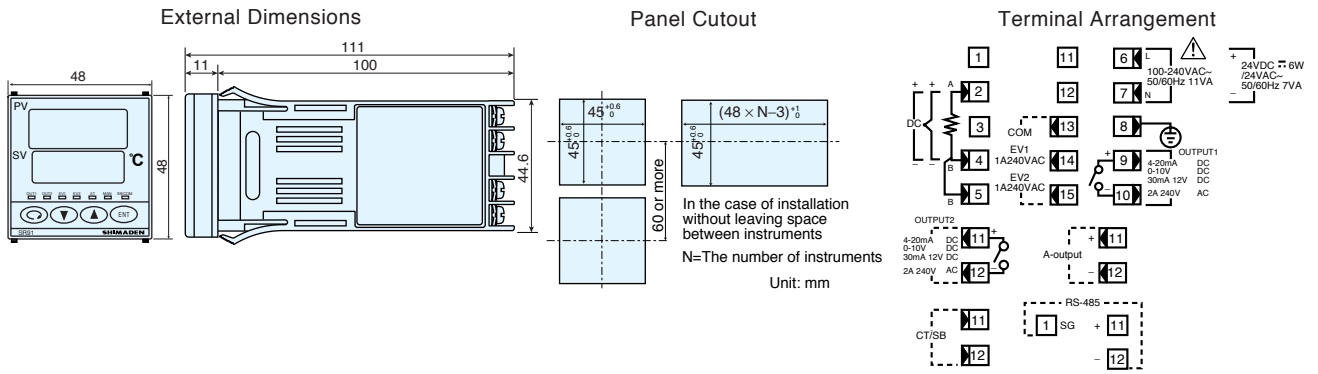 External Dimensions
Panel Cutout
Terminal Arrangement
48
PV
SV
℃
48
OUT1 OUT2 EV1 EV2 AT MAN SB/COM
ENT
SR91
SHIMADEN
111
11
100
44.6
45 +0.6 0
45 +0.6 0
60 or more
(48 × N–3) +1 0
45 +0.6 0
In the case of installation
without leaving space
between instruments
N=The number of instruments
Unit: mm
1
2
3
4
5
+ + A
DC
– – B
B
11
12
COM 13
EV1
1A240VAC 14
EV2
1A240VAC 15
6 L
100-240VAC~
50/60Hz 11VA
7 N
+
24VDC ⎓ 6W
/24VAC~
50/60Hz 7VA
–
8
9
10
+
–
OUTPUT1
4-20mA DC
0-10V DC
30mA 12V DC
2A 240V AC
OUTPUT2
4-20mA DC
0-10V DC
30mA 12V DC
2A 240V AC
11 +
12 –
A-output
+ 11
– 12
CT/SB
11
12
RS-485
1 SG
+ 11
– 12